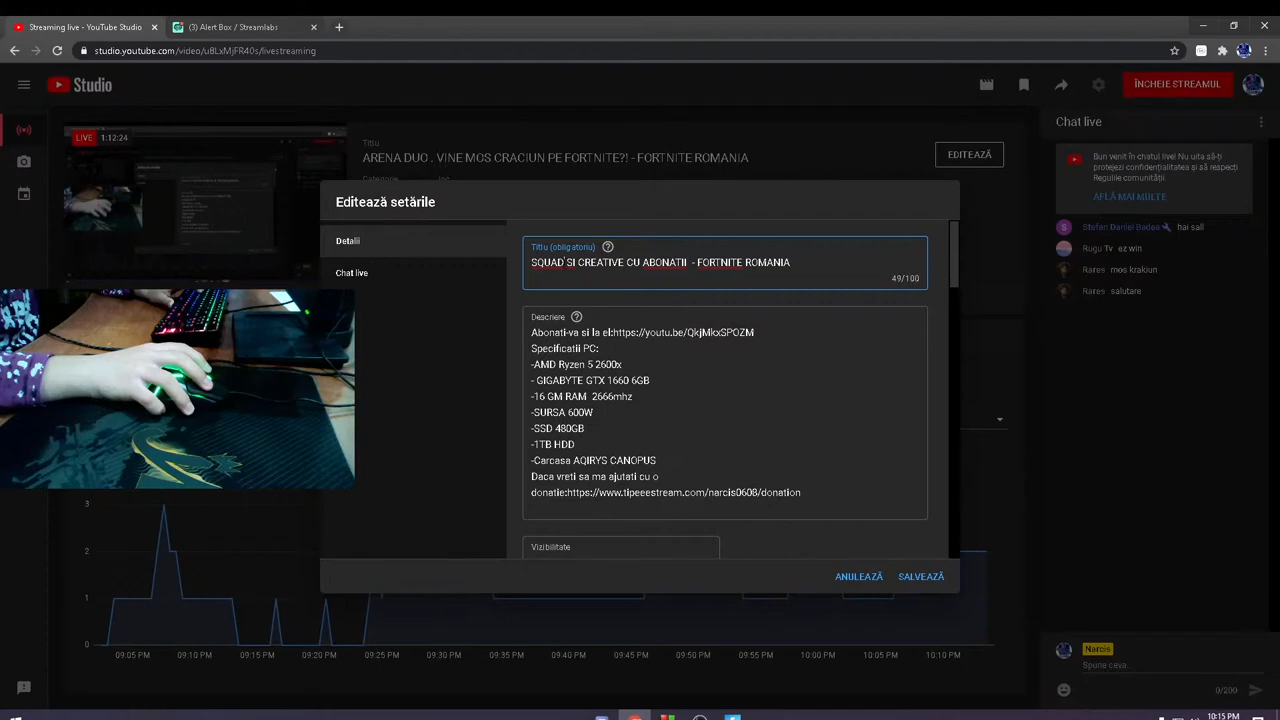 Streaming live - YouTube Studio
(3) Alert Box / Streamlabs
studio.youtube.com/video/u8LxMjFR40s/livestreaming
Studio
ÎNCHEIE STREAMUL
LIVE 1:12:24
Titlu
ARENA DUO . VINE MOS CRACIUN PE FORTNITE?! - FORTNITE ROMANIA
EDITEAZĂ
Chat live
Bun venit în chatul live! Nu uita să-ți
protejezi confidențialitatea și să respecți
Regulile comunității.
AFLĂ MAI MULTE
Stefan Daniel Badea hai sall
Rugu Tv ez win
Rares mos krakiun
Rares salutare
Editează setările
Detalii
Chat live
Titlu (obligatoriu)
SQUAD SI CREATIVE CU ABONATII - FORTNITE ROMANIA
49/100
Descriere
Abonati-va si la el:https://youtu.be/QkjMkxSPOZM
Specificatii PC:
-AMD Ryzen 5 2600x
- GIGABYTE GTX 1660 6GB
-16 GM RAM 2666mhz
-SURSA 600W
-SSD 480GB
-1TB HDD
-Carcasa AQIRYS CANOPUS
Daca vreti sa ma ajutati cu o
donatie:https://www.tipeeestream.com/narcis0608/donation
Vizibilitate
ANULEAZĂ
SALVEAZĂ
3
2
1
0
09:05 PM 09:10 PM 09:15 PM 09:20 PM 09:25 PM 09:30 PM 09:35 PM 09:40 PM 09:45 PM 09:50 PM 09:55 PM 10:00 PM 10:05 PM 10:10 PM
Narcis
Spune ceva...
0/200
10:15 PM